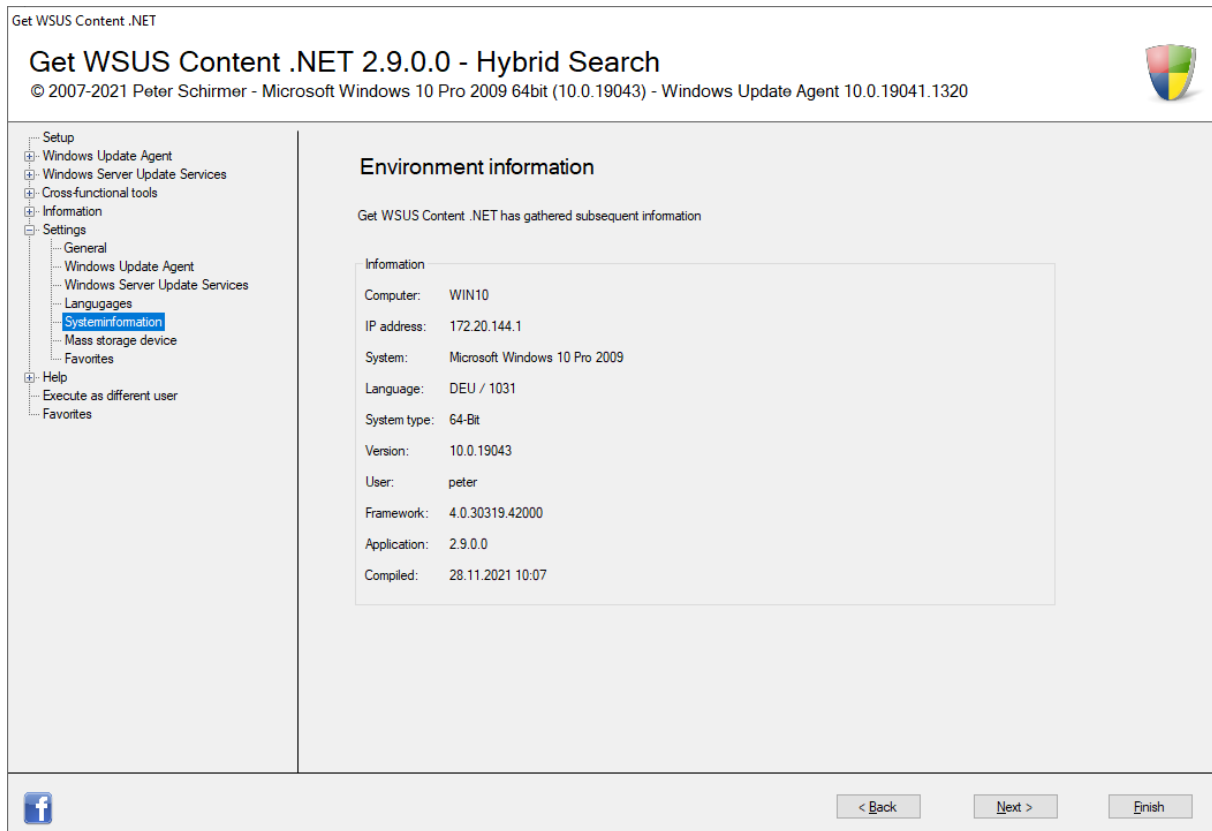 Get WSUS Content .NET
Get WSUS Content .NET 2.9.0.0 - Hybrid Search
© 2007-2021 Peter Schirmer - Microsoft Windows 10 Pro 2009 64bit (10.0.19043) - Windows Update Agent 10.0.19041.1320
Setup
Windows Update Agent
Windows Server Update Services
Cross-functional tools
Information
Settings
General
Windows Update Agent
Windows Server Update Services
Langugages
Systeminformation
Mass storage device
Favorites
Help
Execute as different user
Favorites
Environment information
Get WSUS Content .NET has gathered subsequent information
Information
Computer: WIN10
IP address: 172.20.144.1
System: Microsoft Windows 10 Pro 2009
Language: DEU / 1031
System type: 64-Bit
Version: 10.0.19043
User: peter
Framework: 4.0.30319.42000
Application: 2.9.0.0
Compiled: 28.11.2021 10:07
f
< Back Next > Finish